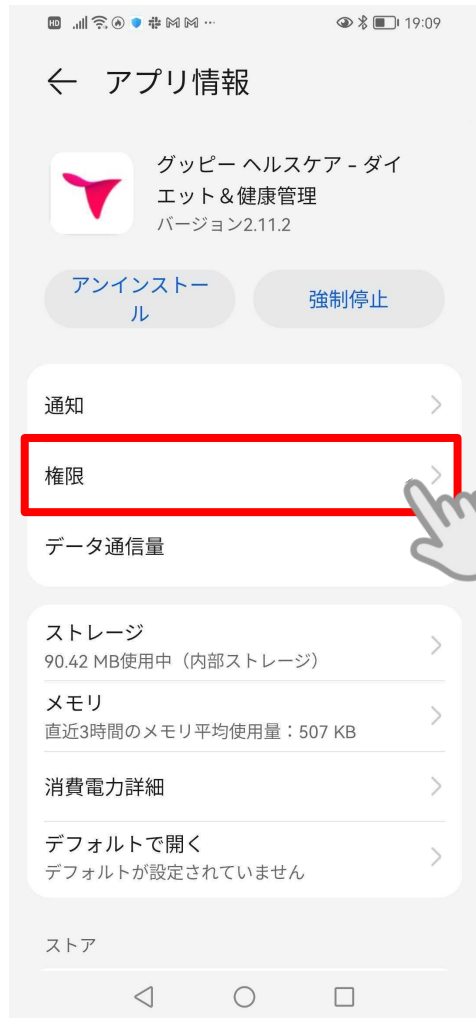 HD 19:09
← アプリ情報
グッピー ヘルスケア - ダイ
エット＆健康管理
バージョン2.11.2
アンインストー
ル
強制停止
通知
権限
データ通信量
ストレージ
90.42 MB使用中（内部ストレージ）
メモリ
直近3時間のメモリ平均使用量：507 KB
消費電力詳細
デフォルトで開く
デフォルトが設定されていません
ストア